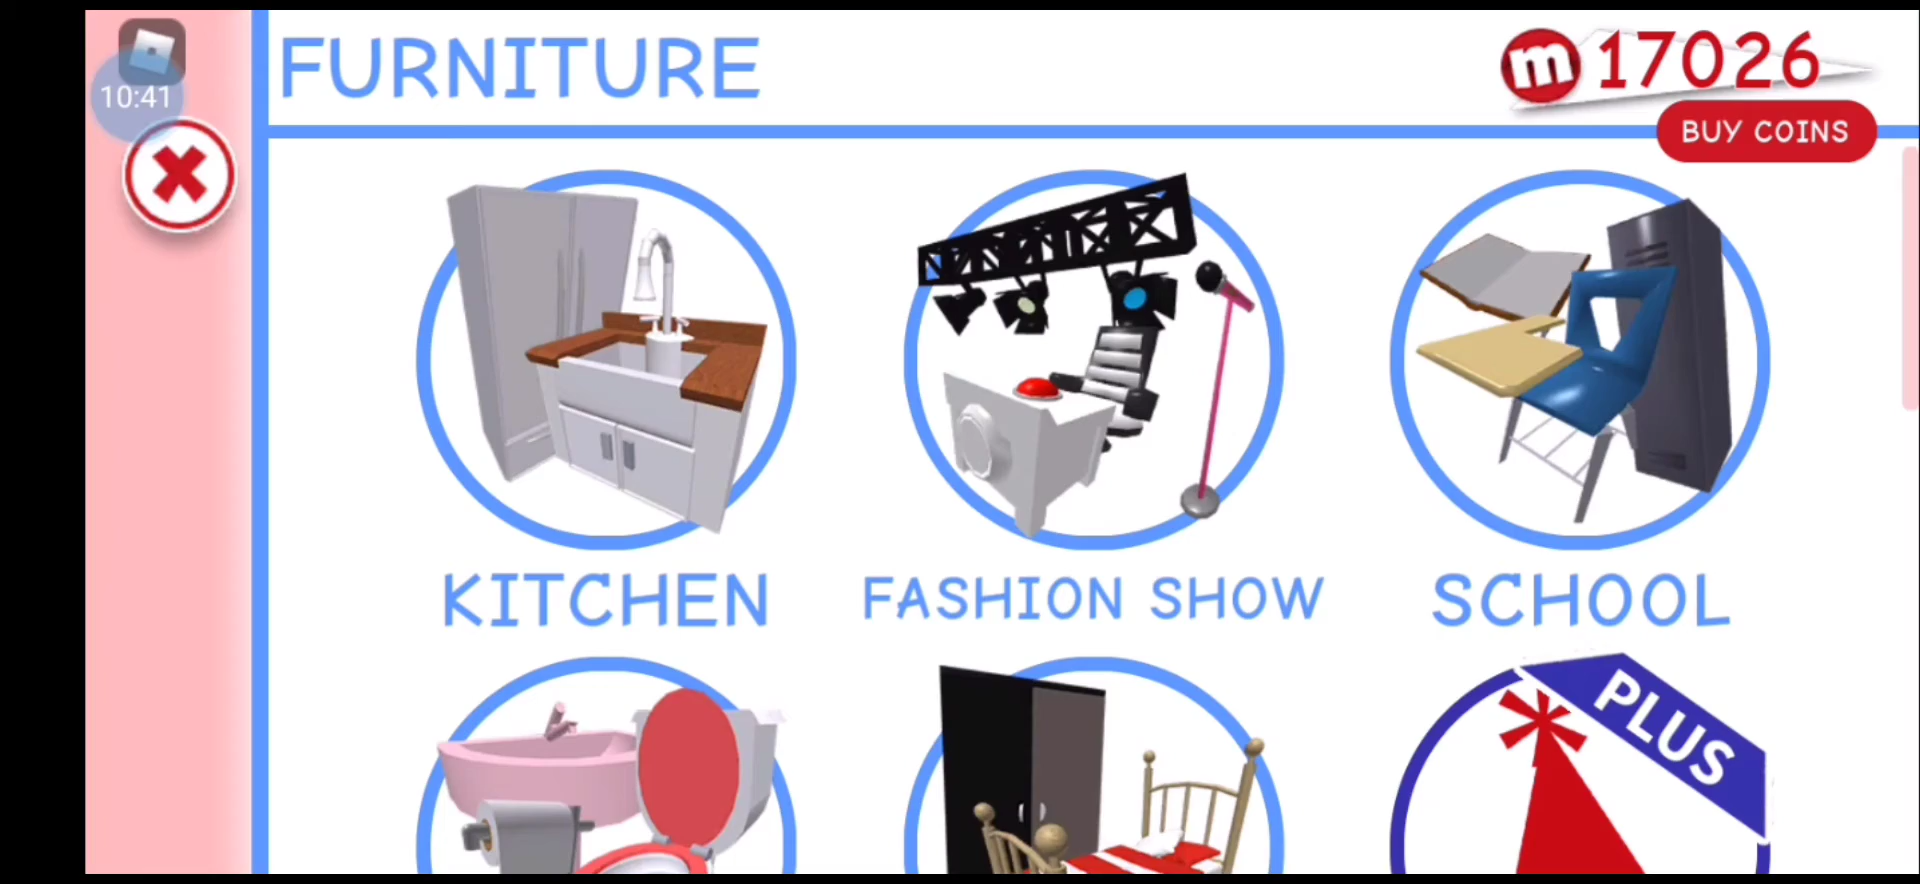 10:41
FURNITURE
m 17026
BUY COINS
KITCHEN
FASHION SHOW
SCHOOL
PLUS